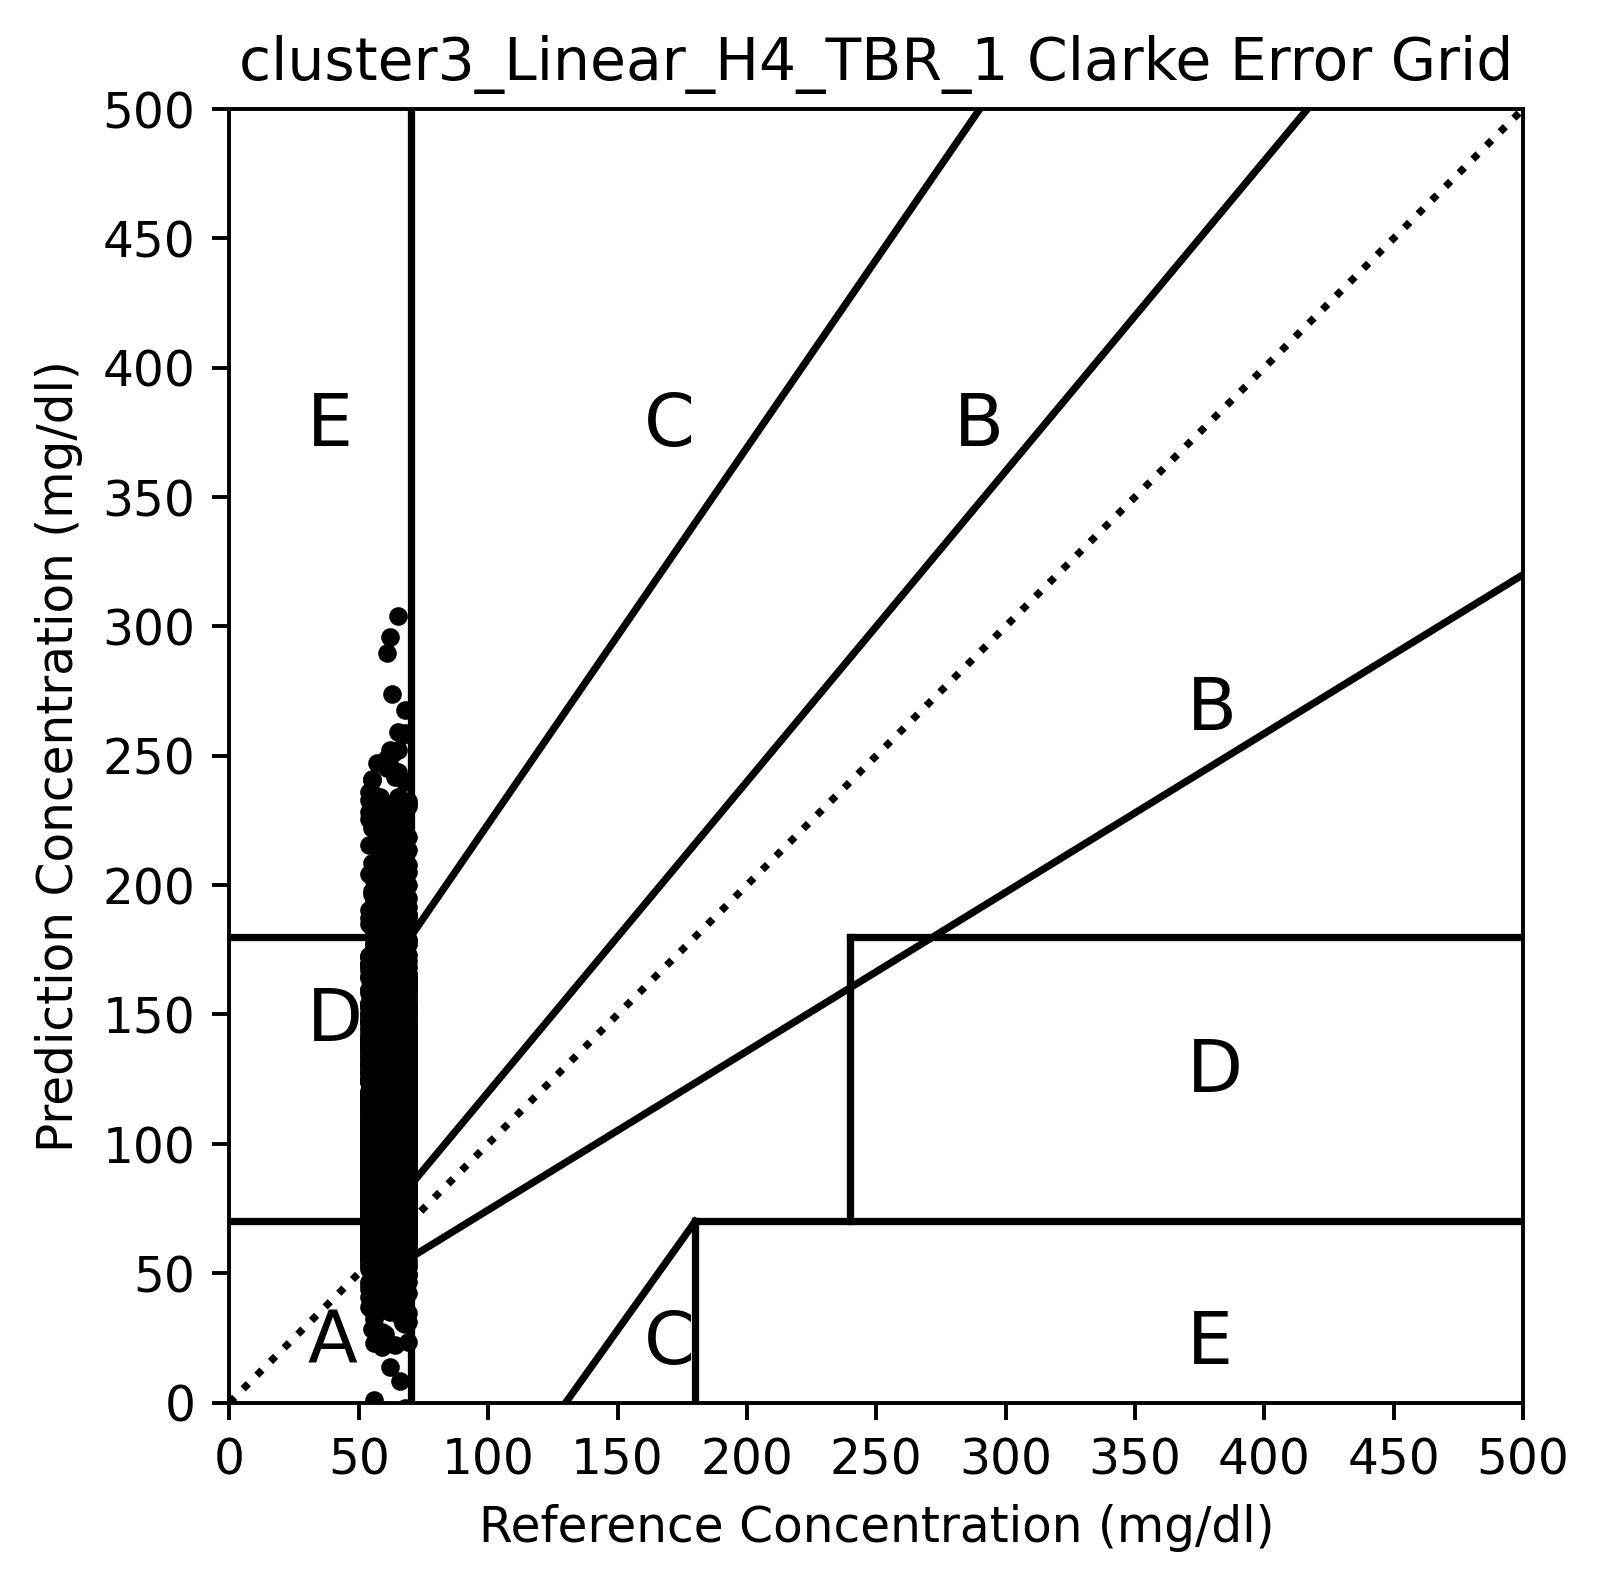 cluster3_Linear_H4_TBR_1 Clarke Error Grid
500
450
400
350
300
250
200
150
100
50
0
Prediction Concentration (mg/dl)
E
C
B
B
D
D
A
C
E
0 50 100 150 200 250 300 350 400 450 500
Reference Concentration (mg/dl)